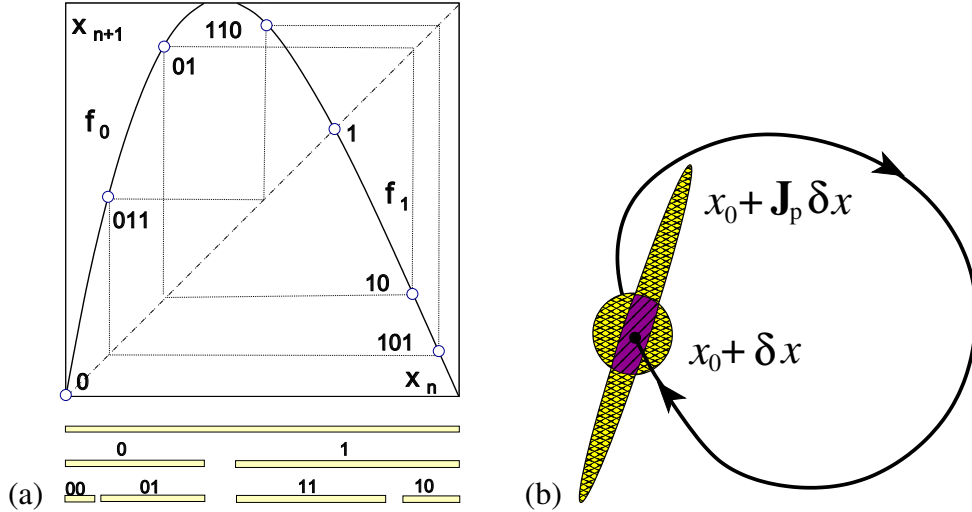 x n+1
110
01
f 0
1
f 1
011
10
101
0
x n
0 1
00 01 11 10
(a)
x₀ + Jₚ δx
x₀ + δx
(b)